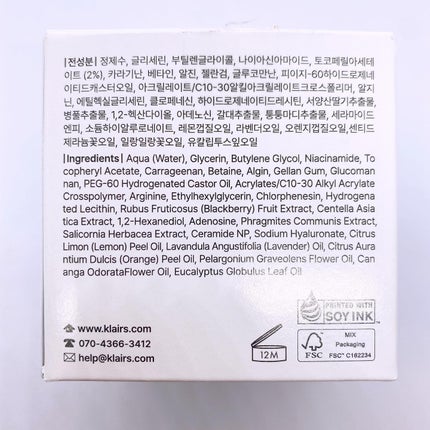 |전성분| 정제수, 글리세린, 부틸렌글라이콜, 나이아신아마이드, 토코페릴아세테
이트 (2%), 카라기난, 베타인, 알진, 젤란검, 글루코만난, 피이지-60하이드로제네
이티드캐스터오일, 아크릴레이트/C10-30알킬아크릴레이트크로스폴리머, 알지
닌, 에틸헥실글리세린, 클로페네신, 하이드로제네이티드레시틴, 서양산딸기추출물,
병풀추출물, 1,2-헥산다이올, 아데노신, 갈대추출물, 퉁퉁마디추출물, 세라마이드
엔피, 소듐하이알루로네이트, 레몬껍질오일, 라벤더오일, 오렌지껍질오일, 센티드
제라늄꽃오일, 일랑일랑꽃오일, 유칼립투스잎오일
|Ingredients| Aqua (Water), Glycerin, Butylene Glycol, Niacinamide, To
copheryl Acetate, Carrageenan, Betaine, Algin, Gellan Gum, Glucoman
nan, PEG-60 Hydrogenated Castor Oil, Acrylates/C10-30 Alkyl Acrylate
Crosspolymer, Arginine, Ethylhexylglycerin, Chlorphenesin, Hydrogena
ted Lecithin, Rubus Fruticosus (Blackberry) Fruit Extract, Centella Asia
tica Extract, 1,2-Hexanediol, Adenosine, Phragmites Communis Extract,
Salicornia Herbacea Extract, Ceramide NP, Sodium Hyaluronate, Citrus
Limon (Lemon) Peel Oil, Lavandula Angustifolia (Lavender) Oil, Citrus Aura
ntium Dulcis (Orange) Peel Oil, Pelargonium Graveolens Flower Oil, Can
anga OdorataFlower Oil, Eucalyptus Globulus Leaf Oil
www.klairs.com
070-4366-3412
help@klairs.com
12M
PRINTED WITH
SOY INK™
FSC
MIX
Packaging
FSC® C162234